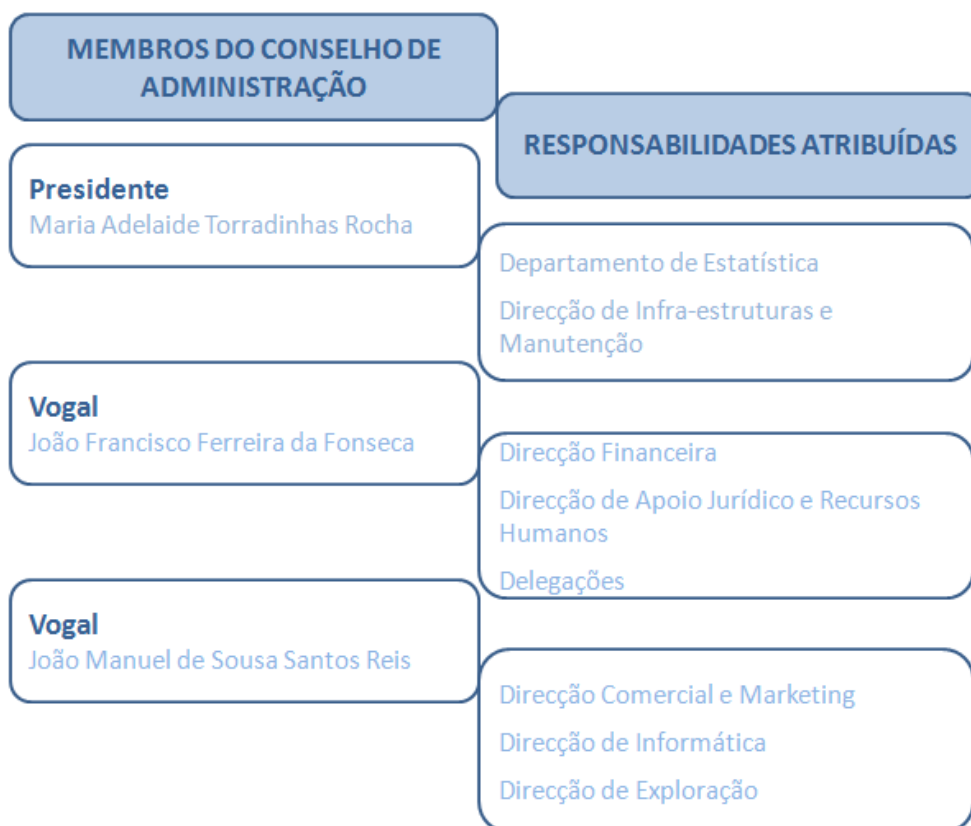 MEMBROS DO CONSELHO DE
ADMINISTRAÇÃO
RESPONSABILIDADES ATRIBUÍDAS
Presidente
Maria Adelaide Torradinhas Rocha
Departamento de Estatística
Direcção de Infra-estruturas e
Manutenção
Vogal
João Francisco Ferreira da Fonseca
Direcção Financeira
Direcção de Apoio Jurídico e Recursos
Humanos
Delegações
Vogal
João Manuel de Sousa Santos Reis
Direcção Comercial e Marketing
Direcção de Informática
Direcção de Exploração